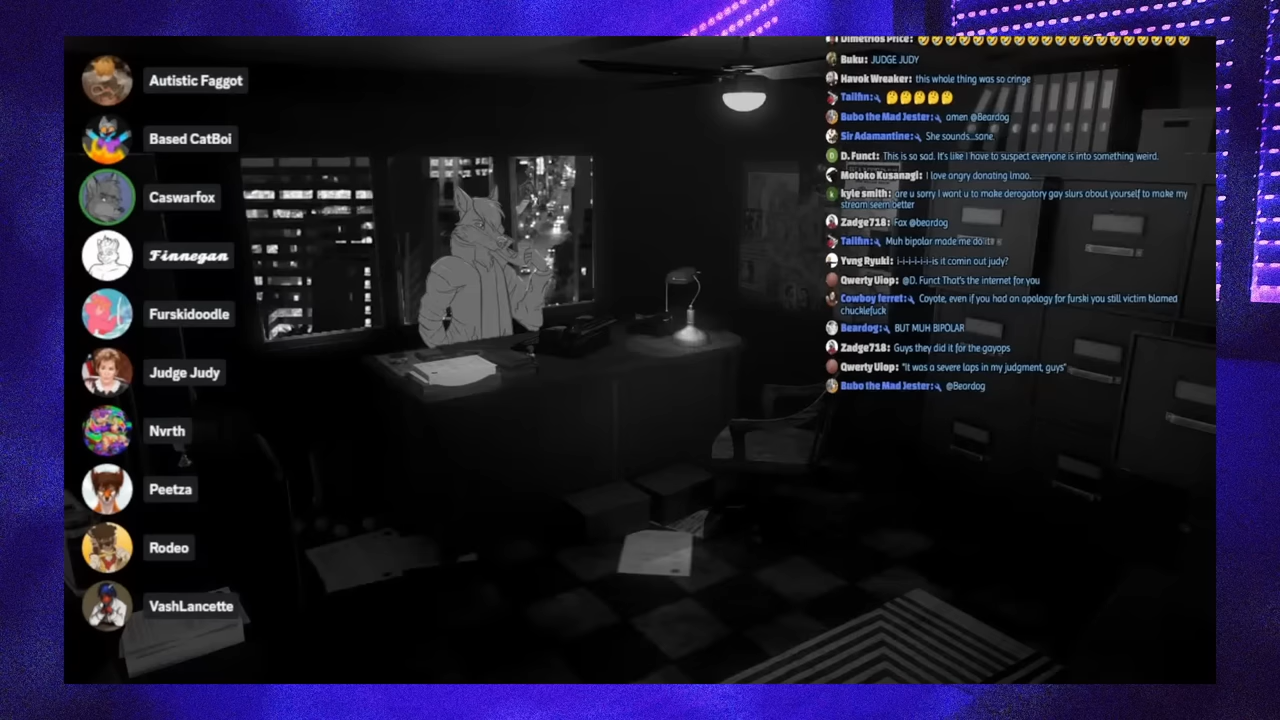 Autistic Faggot
Based CatBoi
Caswarfox
Finnegan
Furskidoodle
Judge Judy
Nvrth
Peetza
Rodeo
VashLancette
Dimetrios Price:
Buku: JUDGE JUDY
Havok Wreaker: this whole thing was so cringe
Tailfin:
Bubo the Mad Jester: amen @Beardog
Sir Adamantine: She sounds...sane.
D. Funct: This is so sad. It's like I have to suspect everyone is into something weird.
Motoko Kusanagi: I love angry donating lmao.
kyle smith: are u sorry I want u to make derogatory gay slurs about yourself to make my
stream seem better
Zadge718: Fox @beardog
Tailfin: Muh bipolar made me do it
Yvng Ryuki: i-i-i-i-i-i-is it comin out judy?
Qwerty Uiop: @D. Funct That's the internet for you
Cowboy ferret: Coyote, even if you had an apology for furski you still victim blamed
chucklefuck
Beardog: BUT MUH BIPOLAR
Zadge718: Guys they did it for the gayops
Qwerty Uiop: "It was a severe laps in my judgment, guys"
Bubo the Mad Jester: @Beardog